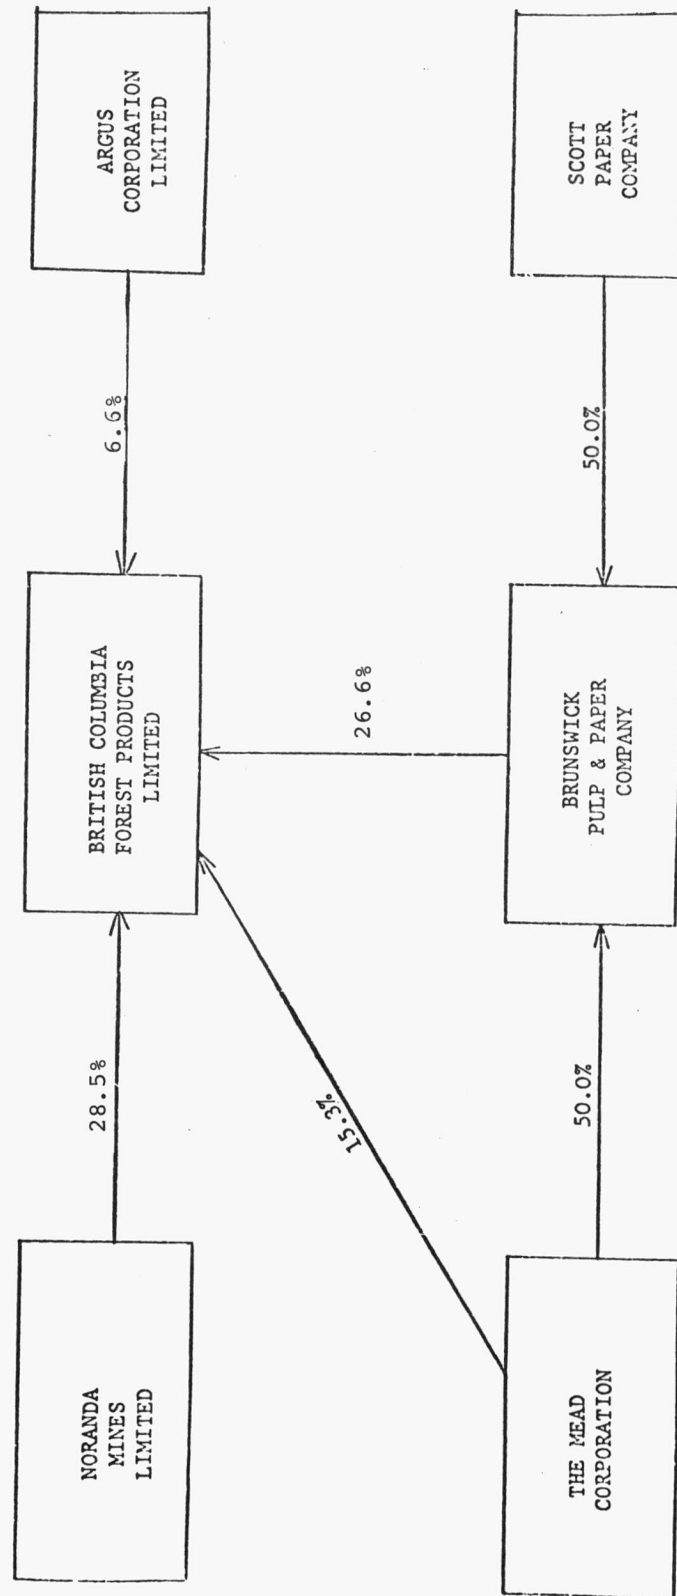 NORANDA
MINES
LIMITED
28.5%
BRITISH COLUMBIA
FOREST PRODUCTS
LIMITED
6.6%
ARGUS
CORPORATION
LIMITED
15.3%
26.6%
THE MEAD
CORPORATION
50.0%
BRUNSWICK
PULP & PAPER
COMPANY
50.0%
SCOTT
PAPER
COMPANY